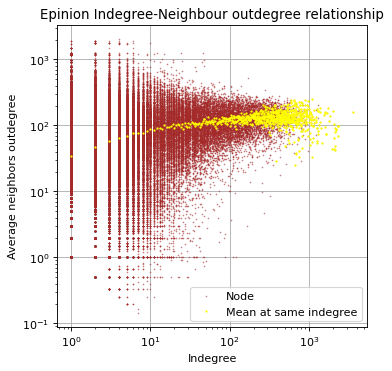 Epinion Indegree-Neighbour outdegree relationship
Average neighbors outdegree
10³
10²
10¹
10⁰
10⁻¹
Node
Mean at same indegree
10⁰ 10¹ 10² 10³
Indegree